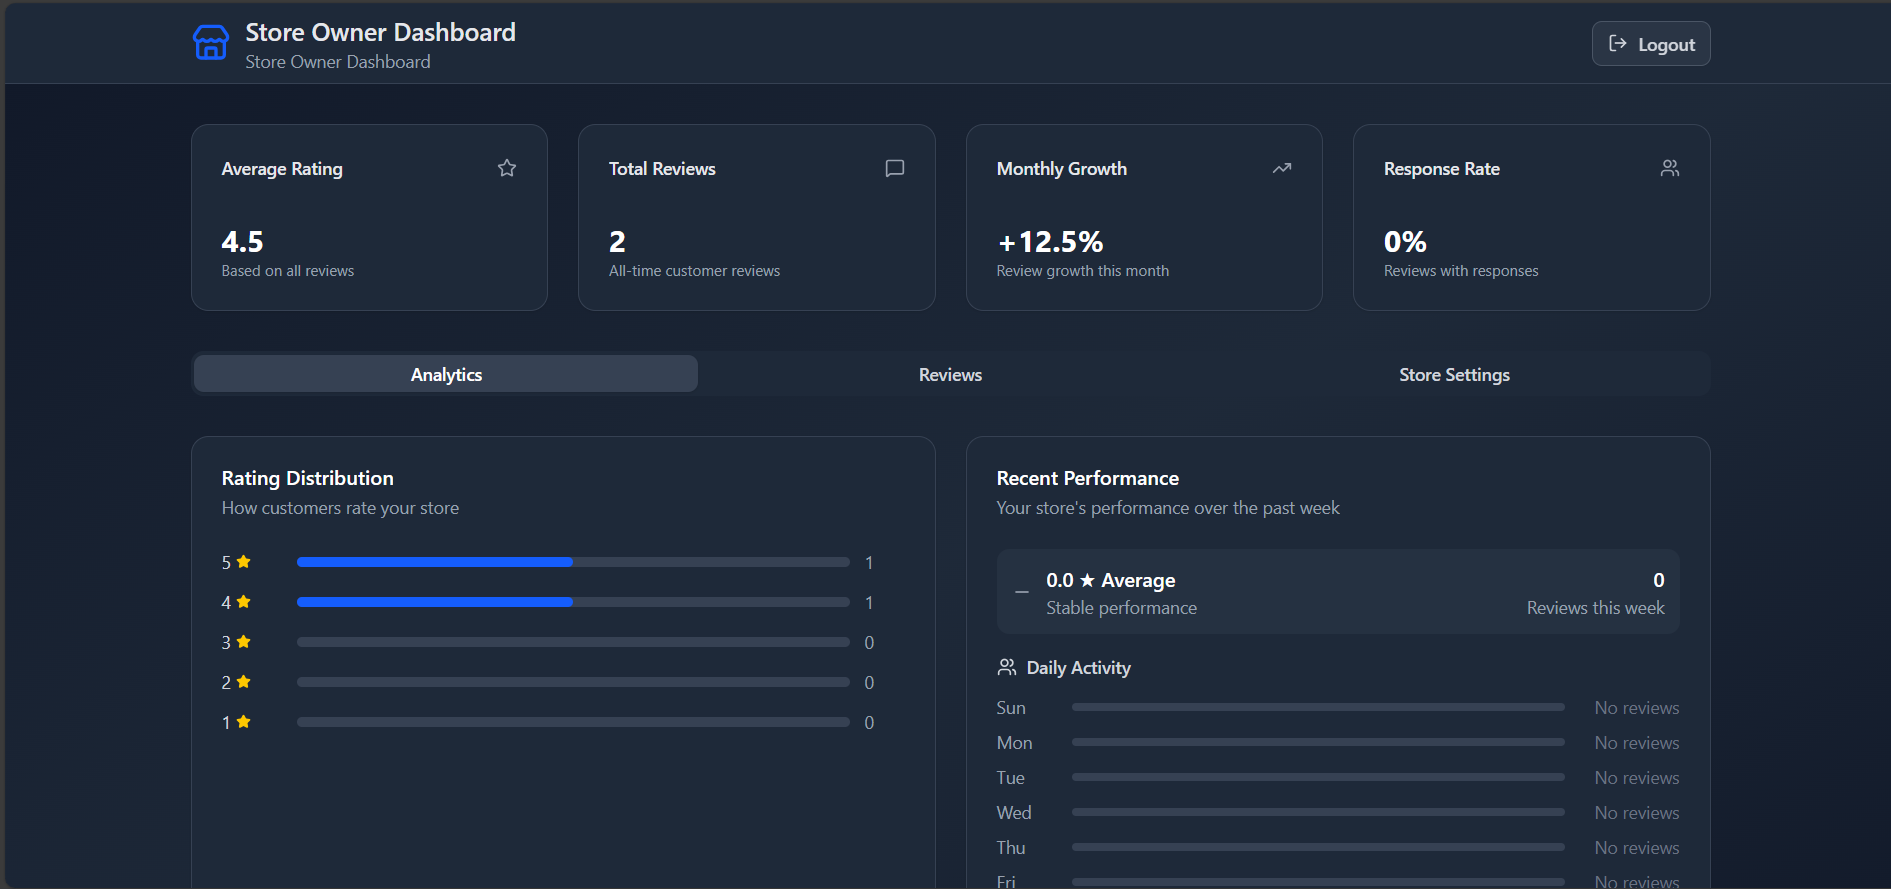 Store Owner Dashboard
Store Owner Dashboard
Logout
Average Rating
4.5
Based on all reviews
Total Reviews
2
All-time customer reviews
Monthly Growth
+12.5%
Review growth this month
Response Rate
0%
Reviews with responses
Analytics
Reviews
Store Settings
Rating Distribution
How customers rate your store
5 ★ 1
4 ★ 1
3 ★ 0
2 ★ 0
1 ★ 0
Recent Performance
Your store's performance over the past week
0.0 ★ Average
Stable performance
0
Reviews this week
Daily Activity
Sun No reviews
Mon No reviews
Tue No reviews
Wed No reviews
Thu No reviews
Fri No reviews